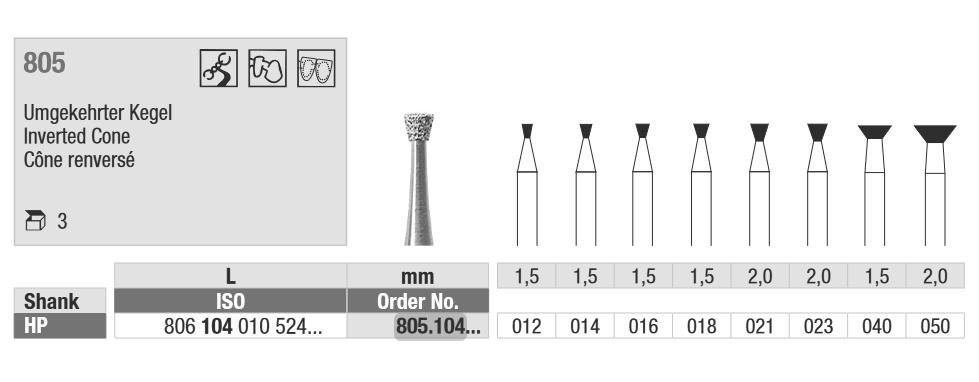 805
Umgekehrter Kegel
Inverted Cone
Cône renversé
3
L mm 1,5 1,5 1,5 1,5 2,0 2,0 1,5 2,0
Shank ISO Order No.
HP 806 104 010 524... 805.104... 012 014 016 018 021 023 040 050